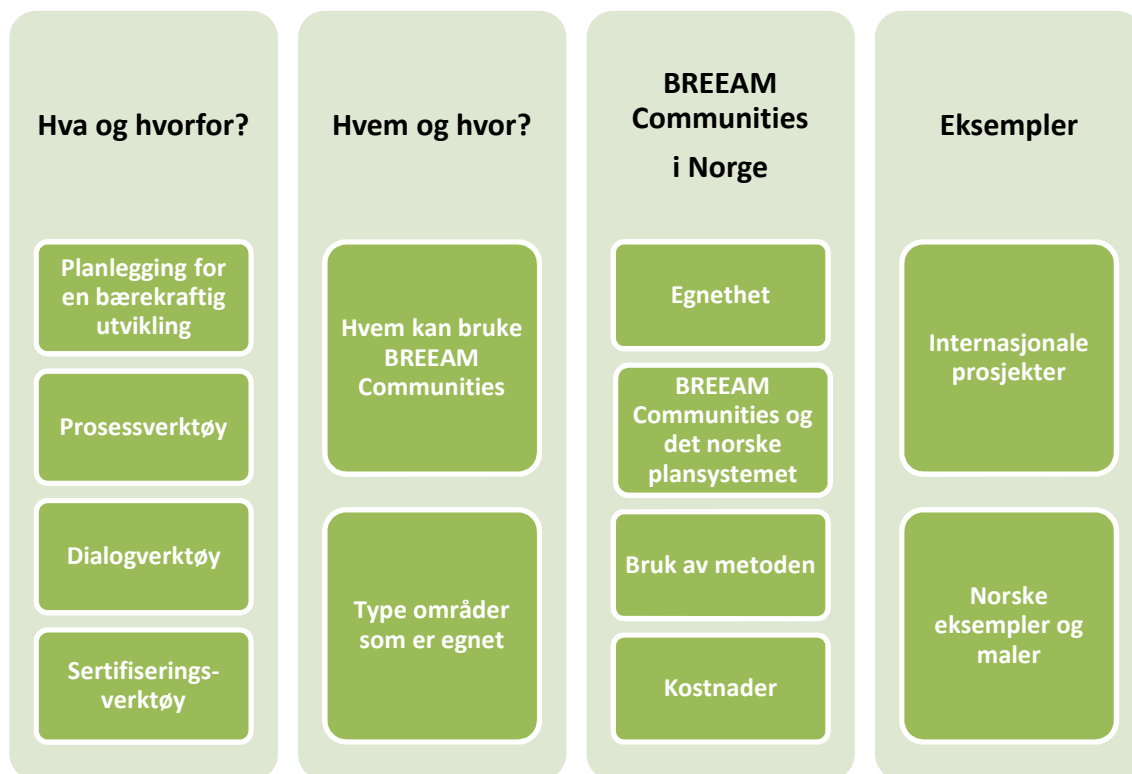 Hva og hvorfor?
Planlegging for
en bærekraftig
utvikling
Prosessverktøy
Dialogverktøy
Sertifiserings-
verktøy
Hvem og hvor?
Hvem kan bruke
BREEAM
Communities
Type områder
som er egnet
BREEAM
Communities
i Norge
Egnethet
BREEAM
Communities og
det norske
plansystemet
Bruk av metoden
Kostnader
Eksempler
Internasjonale
prosjekter
Norske
eksempler og
maler